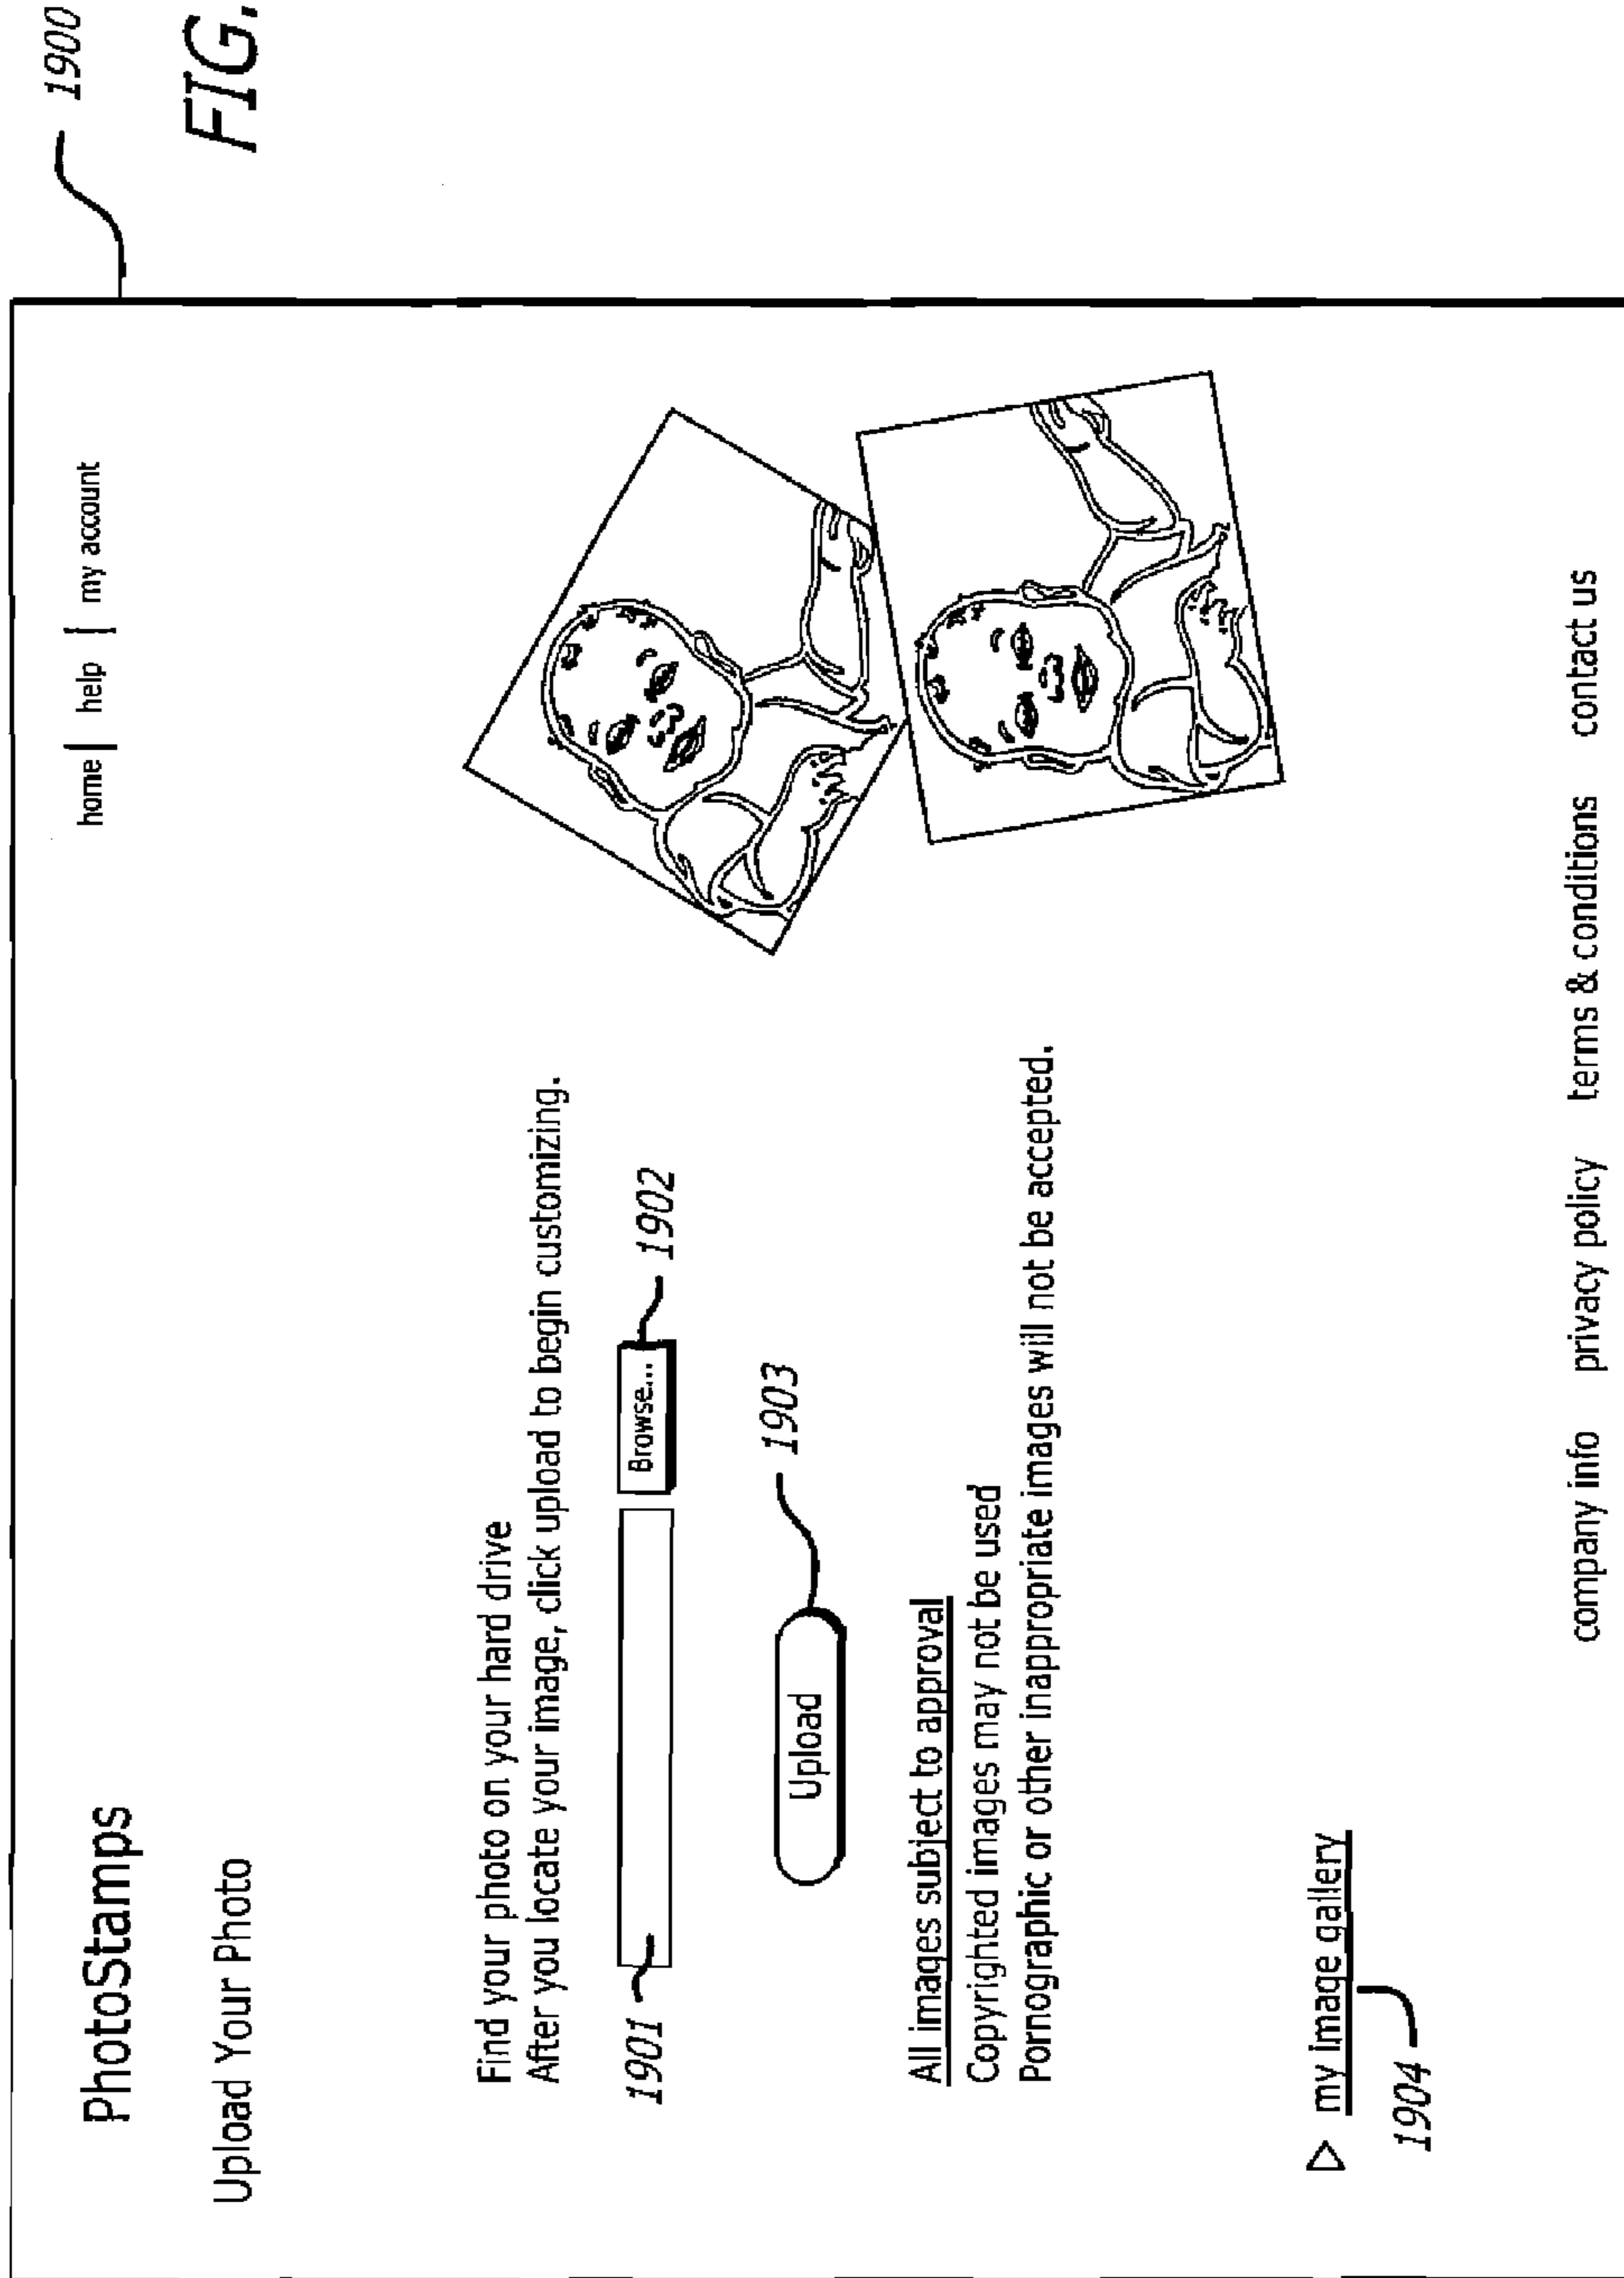 1900
FIG.
home | help | my account
PhotoStamps
Upload Your Photo
Find your photo on your hard drive
After you locate your image, click upload to begin customizing.
1901
Browse...
1902
Upload
1903
All images subject to approval
Copyrighted images may not be used
Pornographic or other inappropriate images will not be accepted.
my image gallery
1904
company info privacy policy terms & conditions contact us